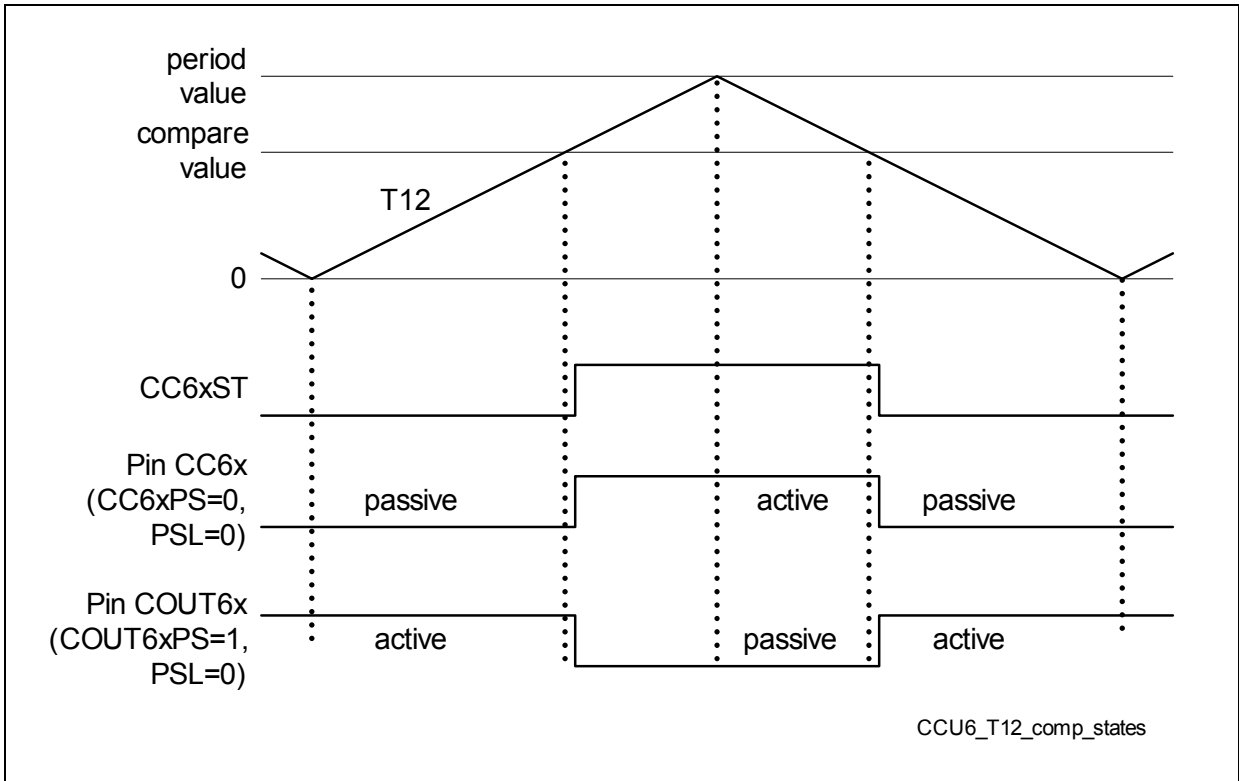 period
value
compare
value
T12
0
CC6xST
Pin CC6x
(CC6xPS=0,
PSL=0)
passive
active
passive
Pin COUT6x
(COUT6xPS=1,
PSL=0)
active
passive
active
CCU6_T12_comp_states